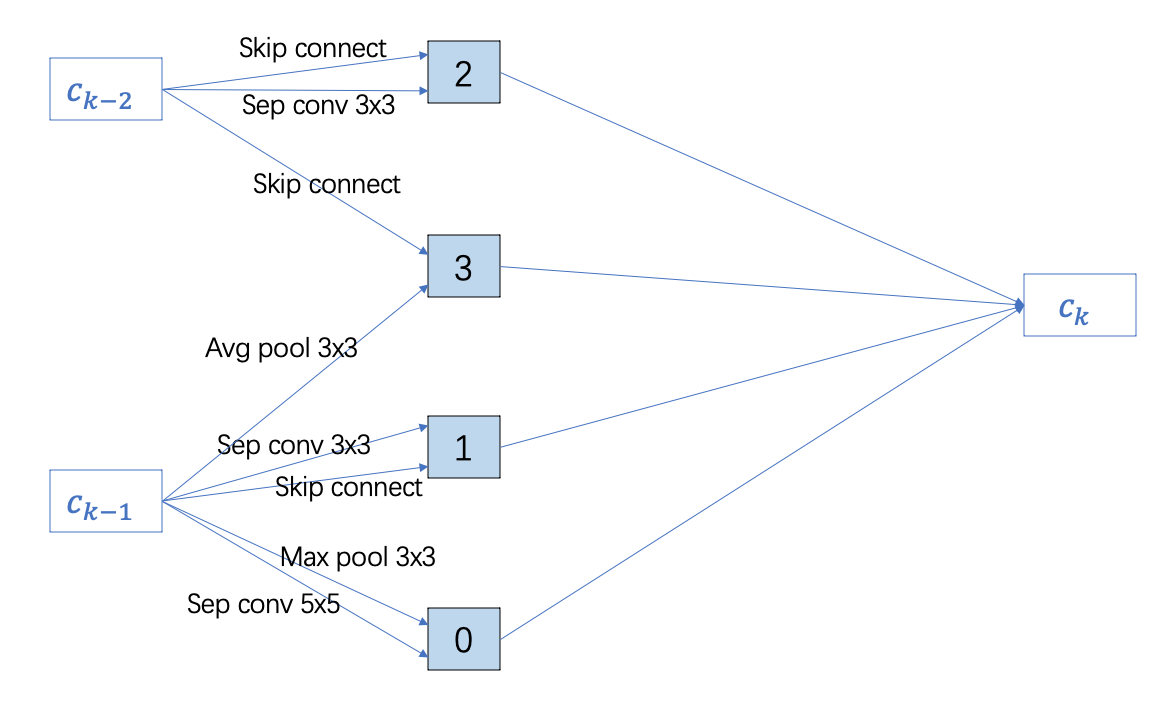 Skip connect
2
c_{k-2}
Sep conv 3x3
Skip connect
3
c_k
Avg pool 3x3
Sep conv 3x3
1
Skip connect
c_{k-1}
Max pool 3x3
Sep conv 5x5
0